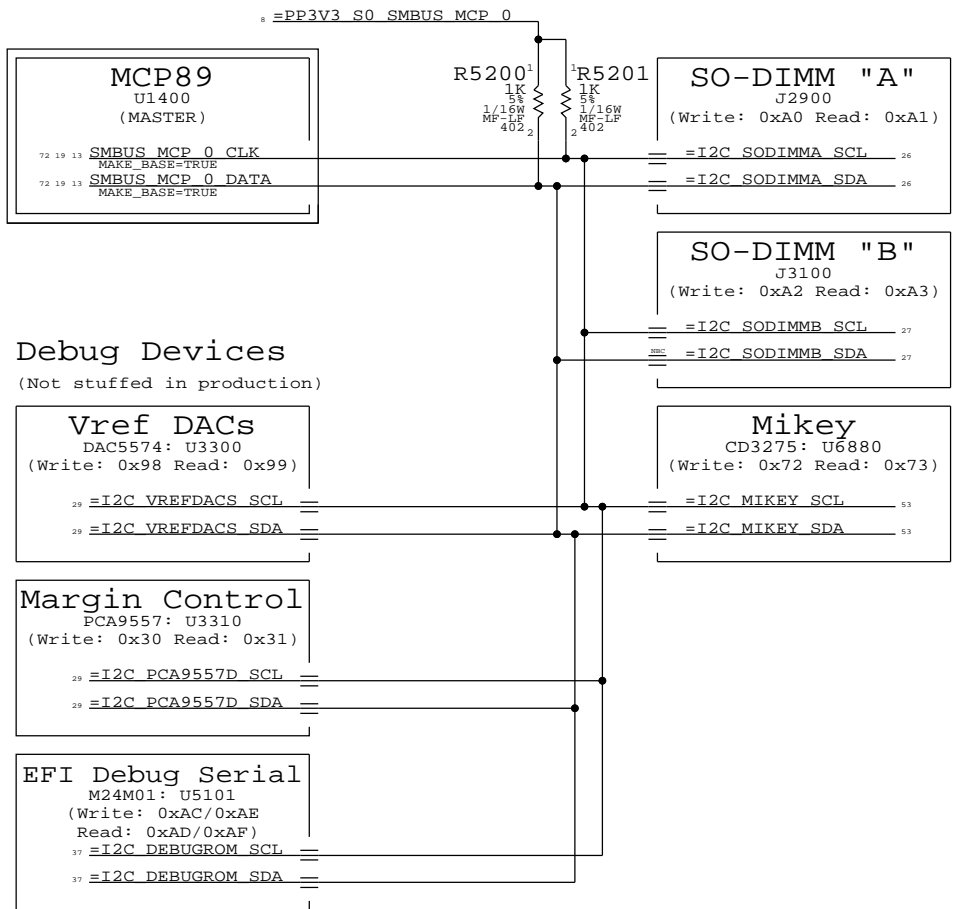 8 =PP3V3_S0_SMBUS_MCP_0
MCP89
U1400
(MASTER)
72 19 13 SMBUS_MCP_0_CLK
MAKE_BASE=TRUE
72 19 13 SMBUS_MCP_0_DATA
MAKE_BASE=TRUE
R5200 1
1K
5%
1/16W
MF-LF
402 2
1 R5201
1K
5%
1/16W
MF-LF
2 402
SO-DIMM "A"
J2900
(Write: 0xA0 Read: 0xA1)
=I2C_SODIMMA_SCL 26
=I2C_SODIMMA_SDA 26
SO-DIMM "B"
J3100
(Write: 0xA2 Read: 0xA3)
=I2C_SODIMMB_SCL 27
NBC =I2C_SODIMMB_SDA 27
Debug Devices
(Not stuffed in production)
Vref DACs
DAC5574: U3300
(Write: 0x98 Read: 0x99)
29 =I2C_VREFDACS_SCL
29 =I2C_VREFDACS_SDA
Mikey
CD3275: U6880
(Write: 0x72 Read: 0x73)
=I2C_MIKEY_SCL 53
=I2C_MIKEY_SDA 53
Margin Control
PCA9557: U3310
(Write: 0x30 Read: 0x31)
29 =I2C_PCA9557D_SCL
29 =I2C_PCA9557D_SDA
EFI Debug Serial
M24M01: U5101
(Write: 0xAC/0xAE
Read: 0xAD/0xAF)
37 =I2C_DEBUGROM_SCL
37 =I2C_DEBUGROM_SDA